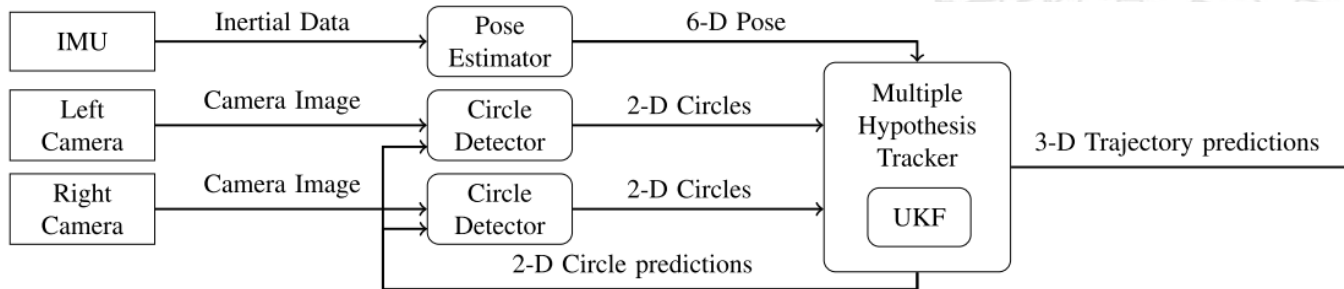 IMU
Inertial Data
Pose
Estimator
6-D Pose
Left
Camera
Camera Image
Circle
Detector
2-D Circles
Right
Camera
Camera Image
Circle
Detector
2-D Circles
Multiple
Hypothesis
Tracker
UKF
3-D Trajectory predictions
2-D Circle predictions